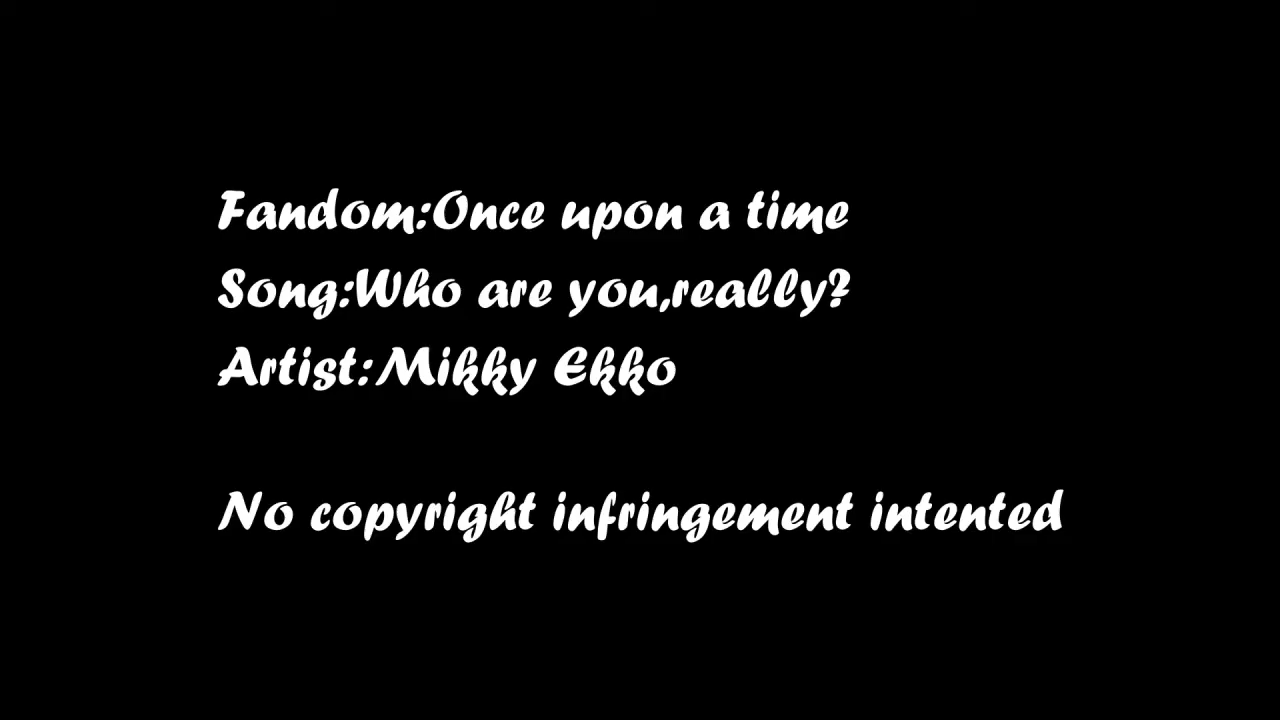 Fandom:Once upon a time
Song:Who are you,really?
Artist:Mikky Ekko
No copyright infringement intented